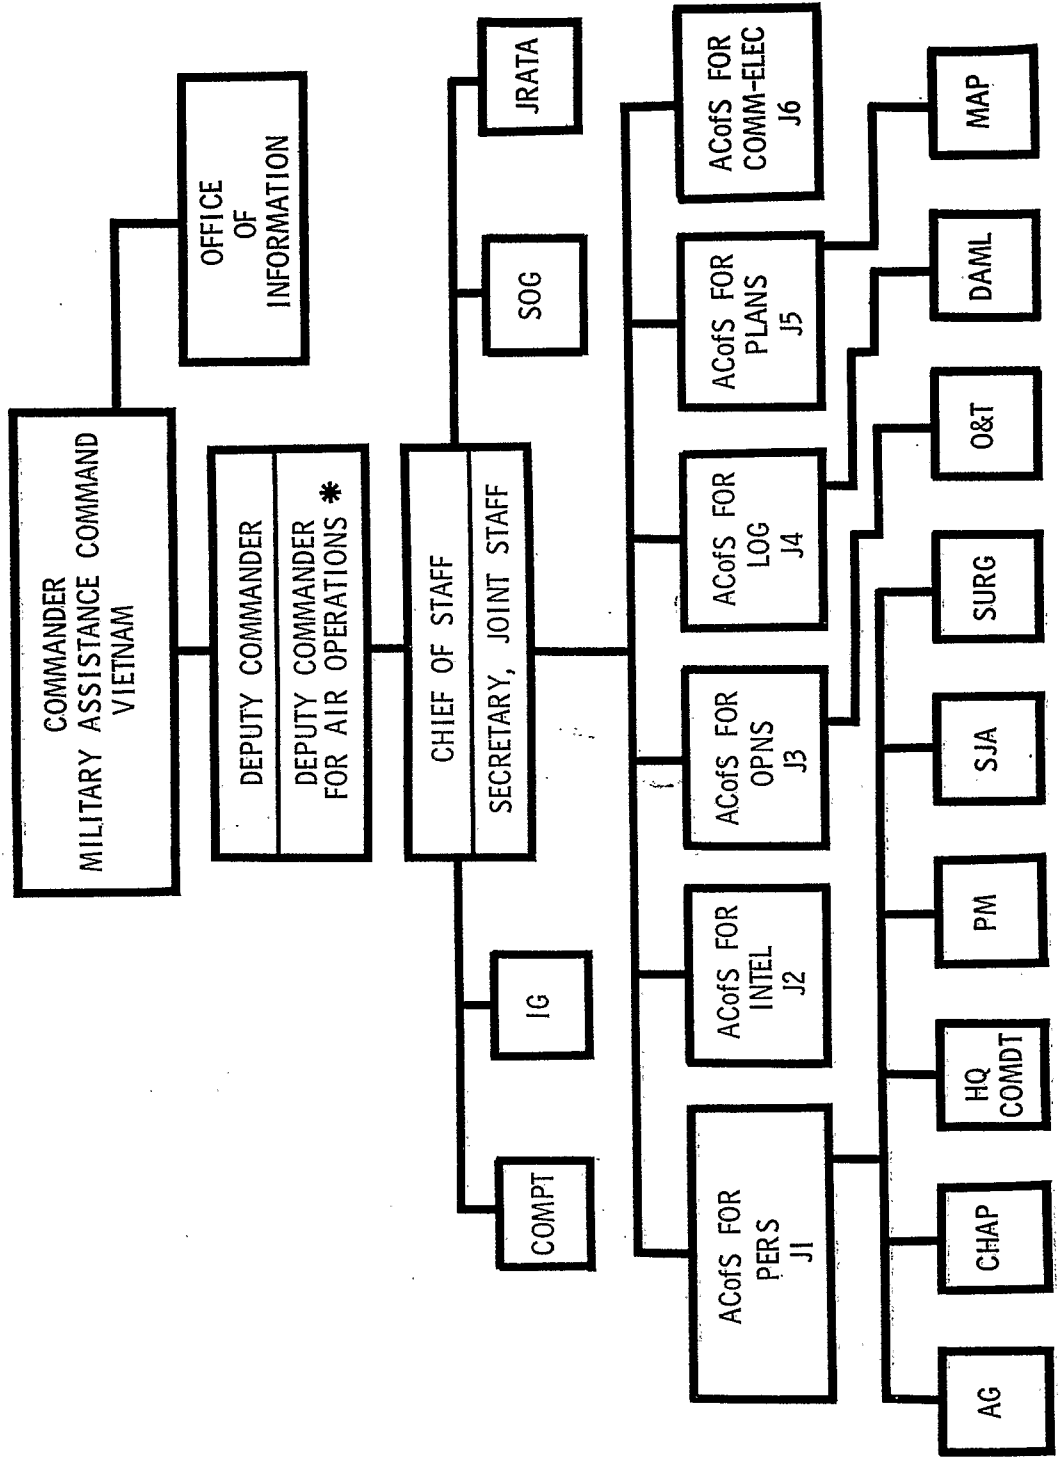 COMMANDER
MILITARY ASSISTANCE COMMAND
VIETNAM
OFFICE
OF
INFORMATION
DEPUTY COMMANDER
DEPUTY COMMANDER
FOR AIR OPERATIONS *
CHIEF OF STAFF
SECRETARY, JOINT STAFF
COMPT
IG
SOG
JRATA
ACofS FOR
PERS
J1
ACofS FOR
INTEL
J2
ACofS FOR
OPNS
J3
ACofS FOR
LOG
J4
ACofS FOR
PLANS
J5
ACofS FOR
COMM-ELEC
J6
AG
CHAP
HQ
COMDT
PM
SJA
SURG
O&T
DAML
MAP